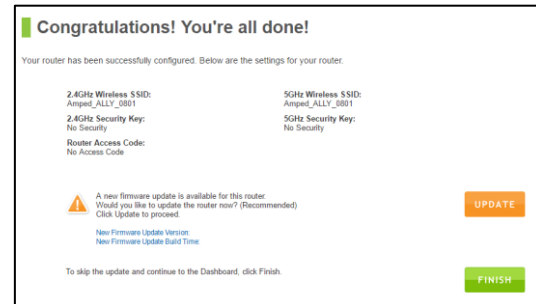 Congratulations! You're all done!
Your router has been successfully configured. Below are the settings for your router.
2.4GHz Wireless SSID:
Amped_ALLY_0801
2.4GHz Security Key:
No Security
Router Access Code:
No Access Code
5GHz Wireless SSID:
Amped_ALLY_0801
5GHz Security Key:
No Security
A new firmware update is available for this router.
Would you like to update the router now? (Recommended)
Click Update to proceed.
New Firmware Update Version:
New Firmware Update Build Time:
UPDATE
To skip the update and continue to the Dashboard, click Finish.
FINISH